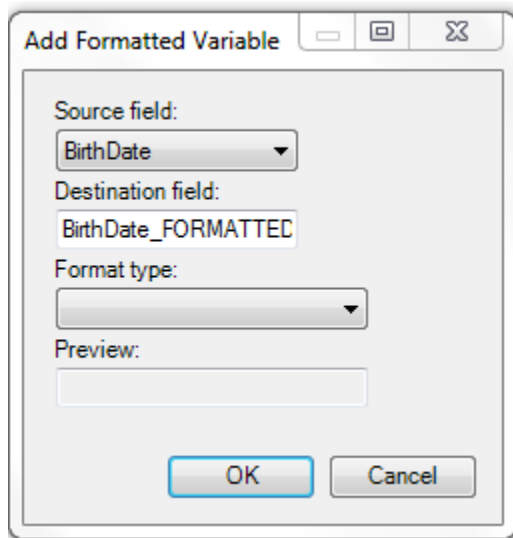 Add Formatted Variable
Source field:
BirthDate
Destination field:
BirthDate_FORMATTED
Format type:
Preview:
OK Cancel